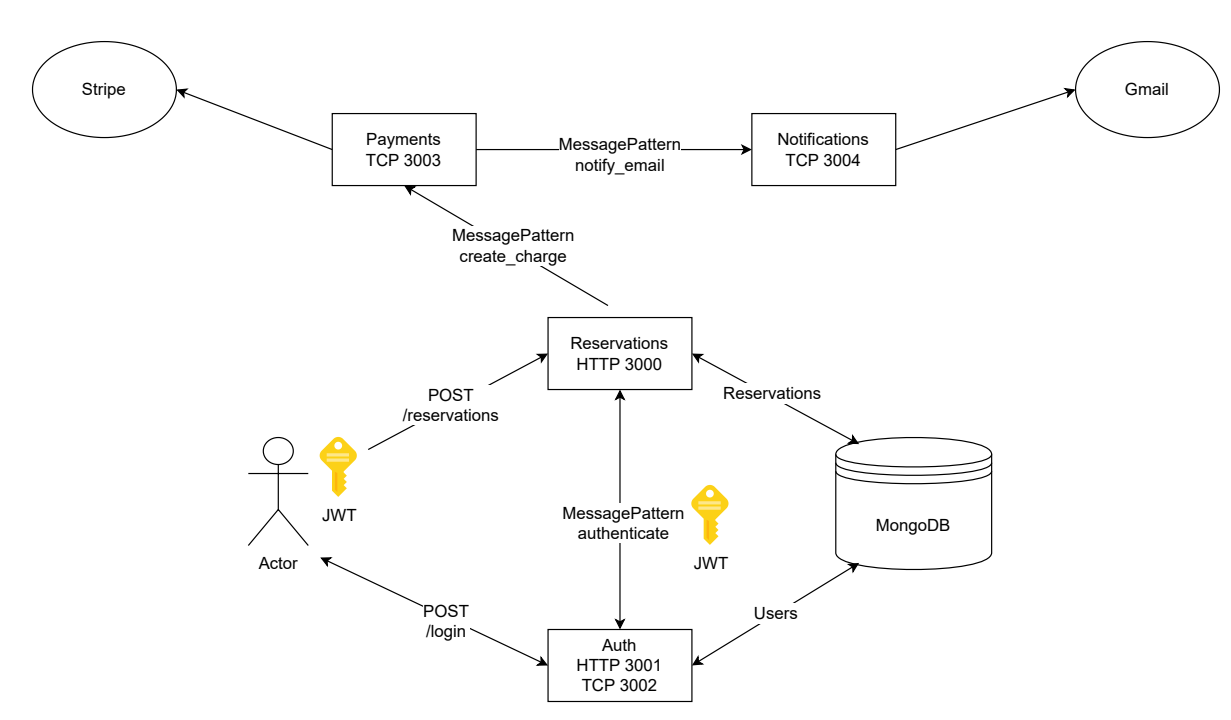 Stripe
Gmail
Payments
TCP 3003
MessagePattern
notify_email
Notifications
TCP 3004
MessagePattern
create_charge
Reservations
HTTP 3000
POST
/reservations
Reservations
JWT
MessagePattern
authenticate
MongoDB
Actor
JWT
POST
/login
Users
Auth
HTTP 3001
TCP 3002